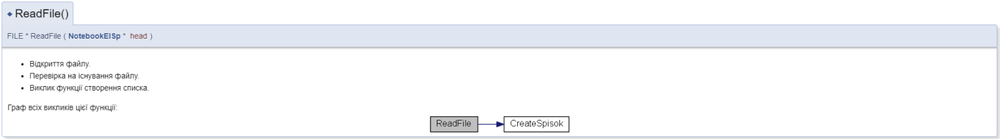 ReadFile()
FILE * ReadFile ( NotebookElSp * head )
Відкриття файлу.
Перевірка на існування файлу.
Виклик функції створення списка.
Граф всіх викликів цієї функції:
ReadFile CreateSpisok